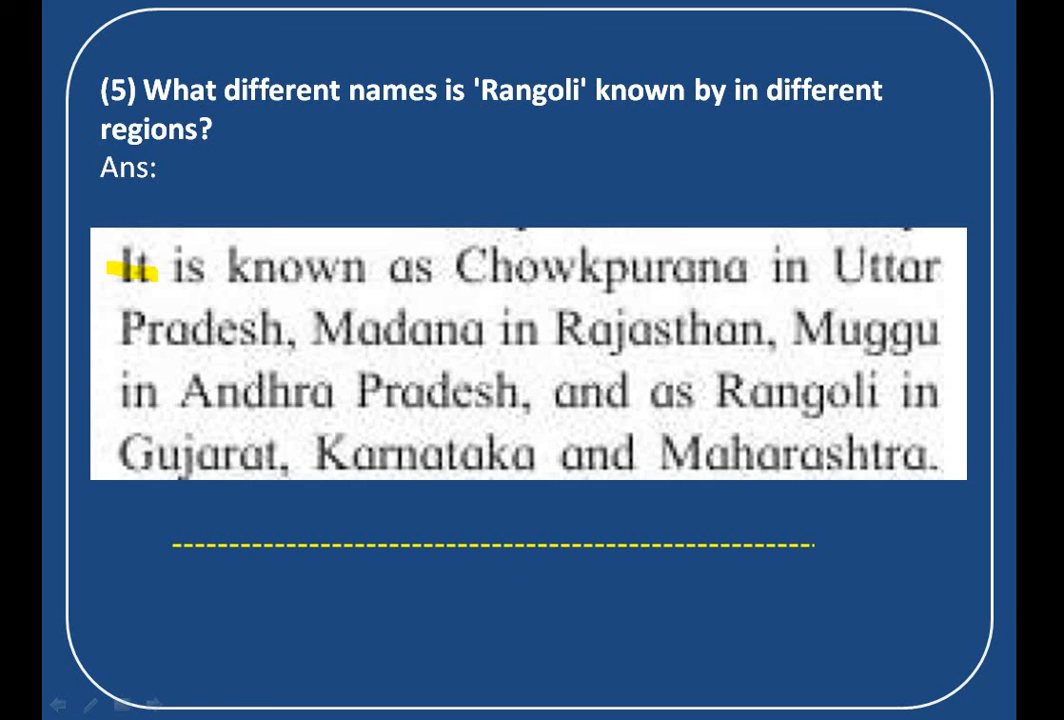 (5) What different names is 'Rangoli' known by in different
regions?
Ans:
It is known as Chowkpurana in Uttar
Pradesh, Madana in Rajasthan, Muggu
in Andhra Pradesh, and as Rangoli in
Gujarat, Karnataka and Maharashtra.